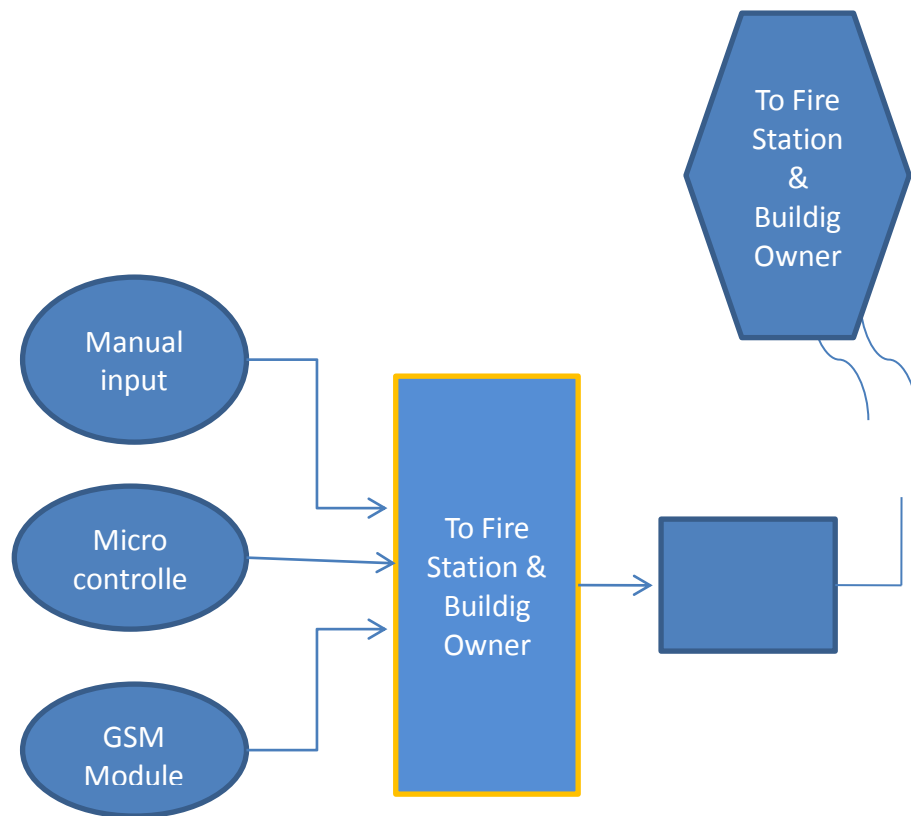 To Fire
Station
&
Buildig
Owner
Manual
input
Micro
controlle
To Fire
Station &
Buildig
Owner
GSM
Module